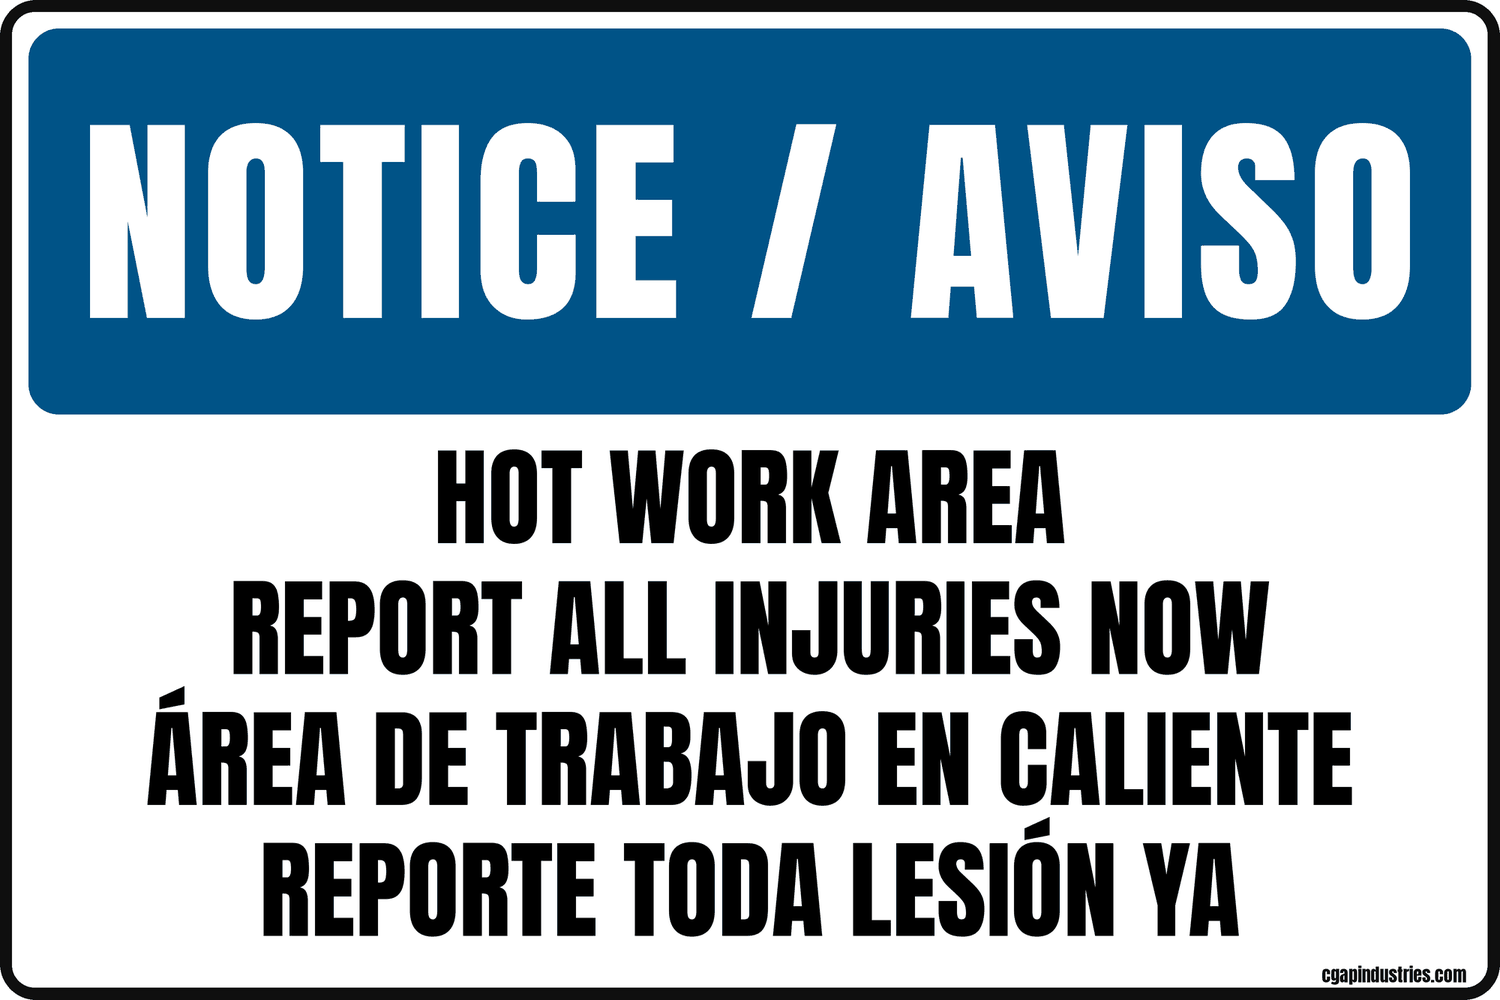 NOTICE / AVISO
HOT WORK AREA
REPORT ALL INJURIES NOW
ÁREA DE TRABAJO EN CALIENTE
REPORTE TODA LESIÓN YA
cgapindustries.com